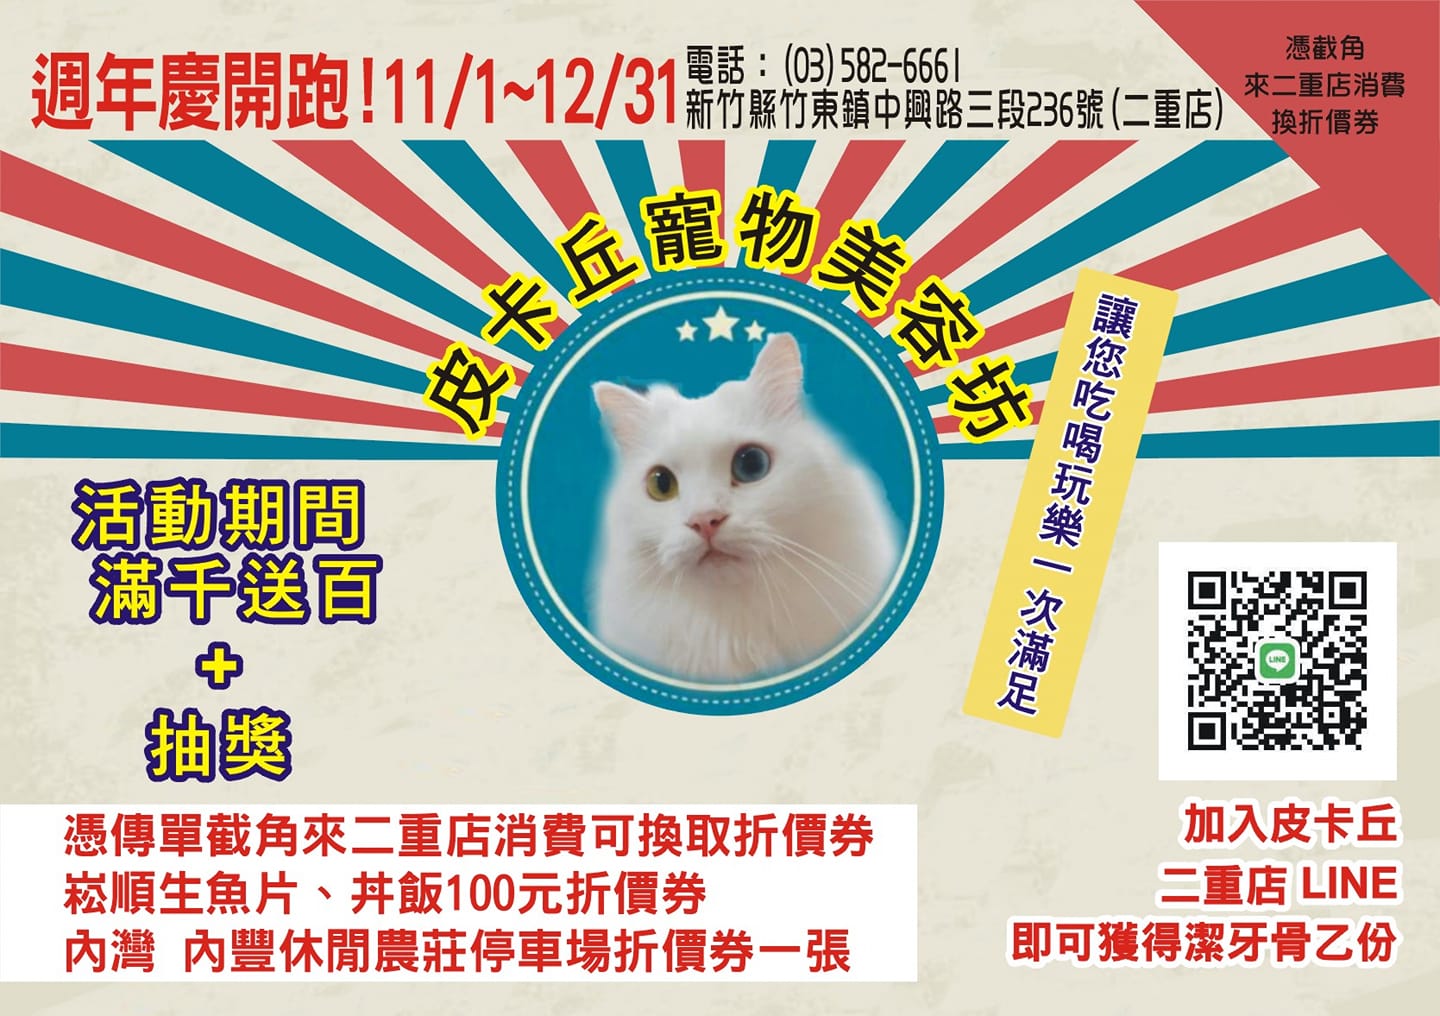 週年慶開跑!11/1~12/31
電話：(03)582-6661
新竹縣竹東鎮中興路三段236號(二重店)
憑截角
來二重店消費
換折價券
皮卡丘寵物美容坊
讓您吃喝玩樂一次滿足
活動期間
滿千送百
+
抽獎
LINE
憑傳單截角來二重店消費可換取折價券
崧順生魚片、丼飯100元折價券
內灣 內豐休閒農莊停車場折價券一張
加入皮卡丘
二重店 LINE
即可獲得潔牙骨乙份